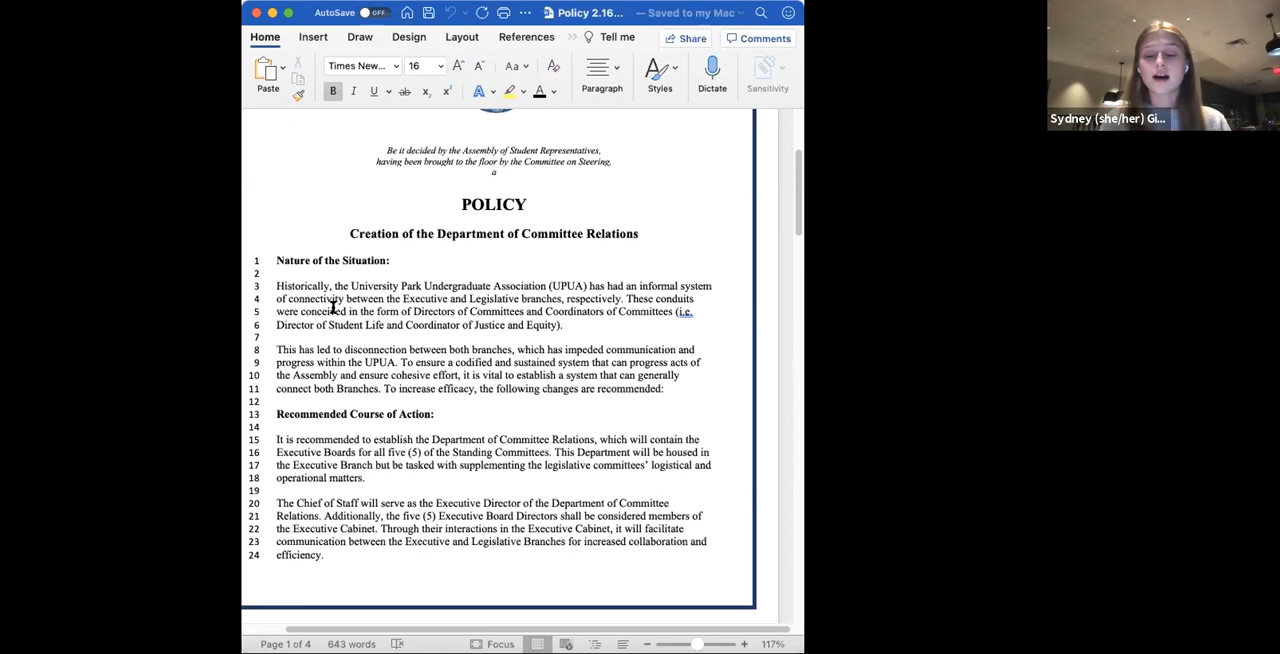 AutoSave OFF
Policy 2.16... — Saved to my Mac
Home Insert Draw Design Layout References Tell me Share Comments
Paste
Times New... 16
Aa
B I U ab x₂ x² A A
Paragraph Styles Dictate Sensitivity
Sydney (she/her) Gi...
Be it decided by the Assembly of Student Representatives,
having been brought to the floor by the Committee on Steering,
a
POLICY
Creation of the Department of Committee Relations
1 Nature of the Situation:
2
3 Historically, the University Park Undergraduate Association (UPUA) has had an informal system
4 of connectivity between the Executive and Legislative branches, respectively. These conduits
5 were conceived in the form of Directors of Committees and Coordinators of Committees (i.e.
6 Director of Student Life and Coordinator of Justice and Equity).
7
8 This has led to disconnection between both branches, which has impeded communication and
9 progress within the UPUA. To ensure a codified and sustained system that can progress acts of
10 the Assembly and ensure cohesive effort, it is vital to establish a system that can generally
11 connect both Branches. To increase efficacy, the following changes are recommended:
12
13 Recommended Course of Action:
14
15 It is recommended to establish the Department of Committee Relations, which will contain the
16 Executive Boards for all five (5) of the Standing Committees. This Department will be housed in
17 the Executive Branch but be tasked with supplementing the legislative committees' logistical and
18 operational matters.
19
20 The Chief of Staff will serve as the Executive Director of the Department of Committee
21 Relations. Additionally, the five (5) Executive Board Directors shall be considered members of
22 the Executive Cabinet. Through their interactions in the Executive Cabinet, it will facilitate
23 communication between the Executive and Legislative Branches for increased collaboration and
24 efficiency.
Page 1 of 4 643 words Focus 117%